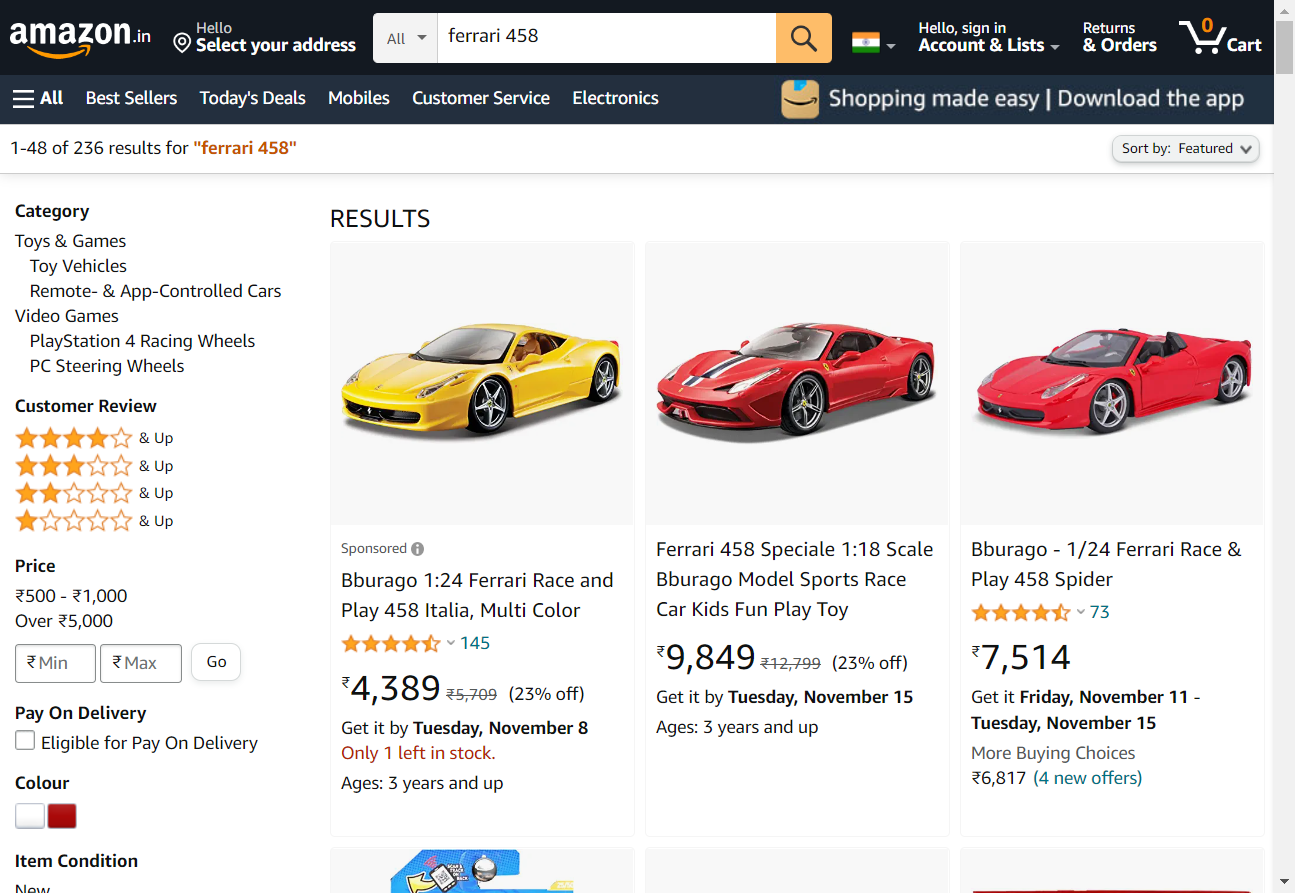 amazon.in
Hello
Select your address
All
ferrari 458
Hello, sign in
Account & Lists
Returns
& Orders
0
Cart
All
Best Sellers
Today's Deals
Mobiles
Customer Service
Electronics
Shopping made easy | Download the app
1-48 of 236 results for "ferrari 458"
Sort by: Featured
Category
Toys & Games
Toy Vehicles
Remote- & App-Controlled Cars
Video Games
PlayStation 4 Racing Wheels
PC Steering Wheels
Customer Review
& Up
& Up
& Up
& Up
Price
₹500 - ₹1,000
Over ₹5,000
₹ Min
₹ Max
Go
Pay On Delivery
Eligible for Pay On Delivery
Colour
Item Condition
New
RESULTS
Sponsored
Bburago 1:24 Ferrari Race and
Play 458 Italia, Multi Color
145
₹4,389 ₹5,709 (23% off)
Get it by Tuesday, November 8
Only 1 left in stock.
Ages: 3 years and up
Ferrari 458 Speciale 1:18 Scale
Bburago Model Sports Race
Car Kids Fun Play Toy
₹9,849 ₹12,799 (23% off)
Get it by Tuesday, November 15
Ages: 3 years and up
Bburago - 1/24 Ferrari Race &
Play 458 Spider
73
₹7,514
Get it Friday, November 11 -
Tuesday, November 15
More Buying Choices
₹6,817 (4 new offers)